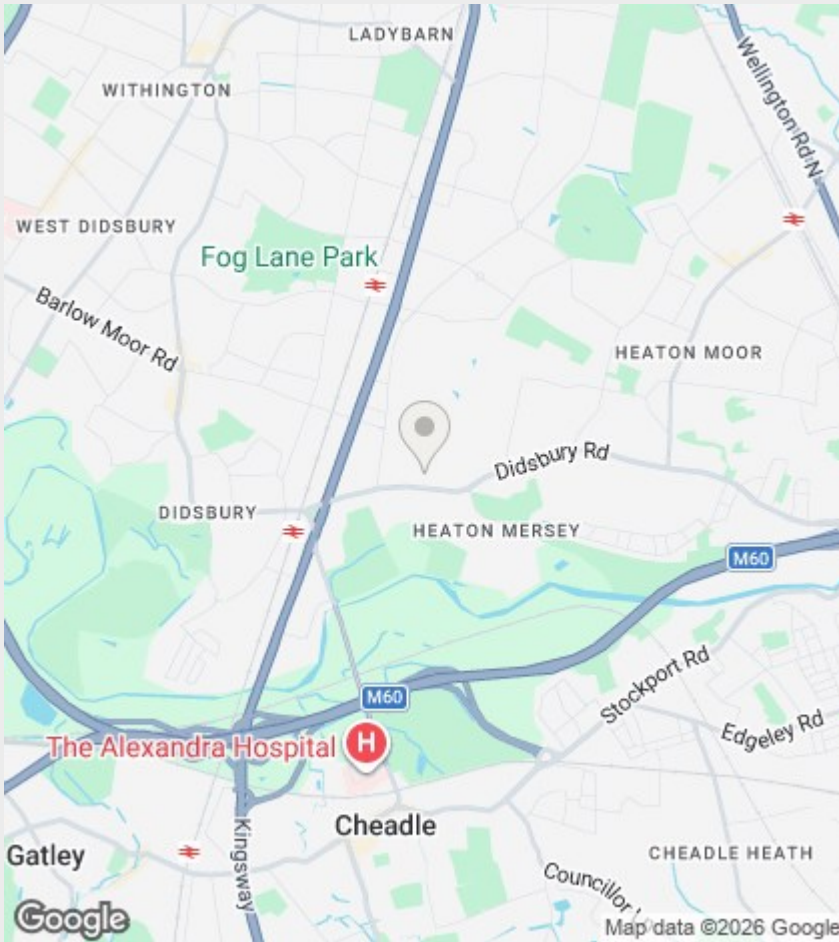 LADYBARN
WITHINGTON
Wellington Rd N
WEST DIDSBURY
Fog Lane Park
Barlow Moor Rd
HEATON MOOR
Didsbury Rd
DIDSBURY
HEATON MERSEY
M60
Stockport Rd
M60
Edgeley Rd
The Alexandra Hospital
H
Cheadle
Gatley
Kingsway
CHEADLE HEATH
Councillor
Google
Map data ©2026 Google